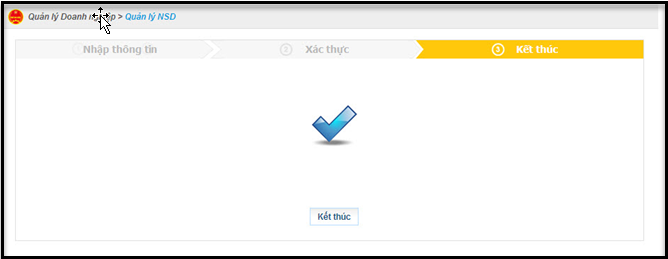 Quản lý Doanh nghiệp > Quản lý NSD
Nhập thông tin
② Xác thực
③ Kết thúc
Kết thúc